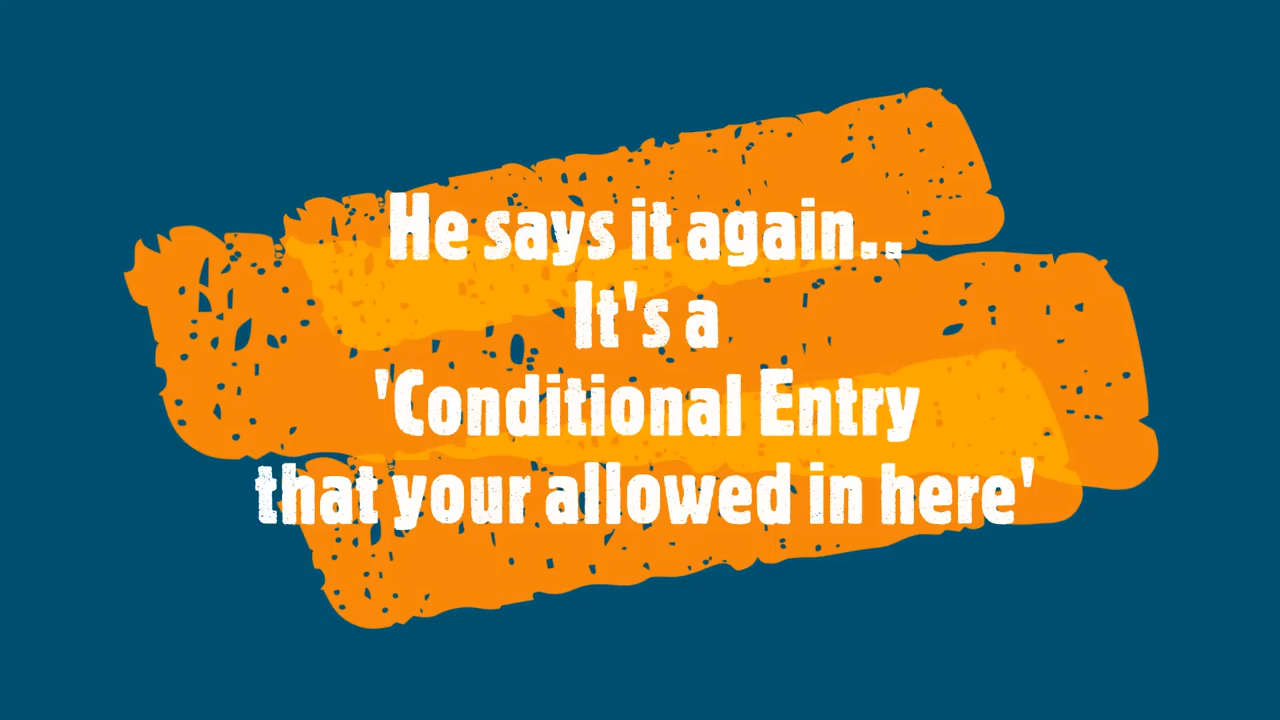 He says it again..
It's a
'Conditional Entry
that your allowed in here'